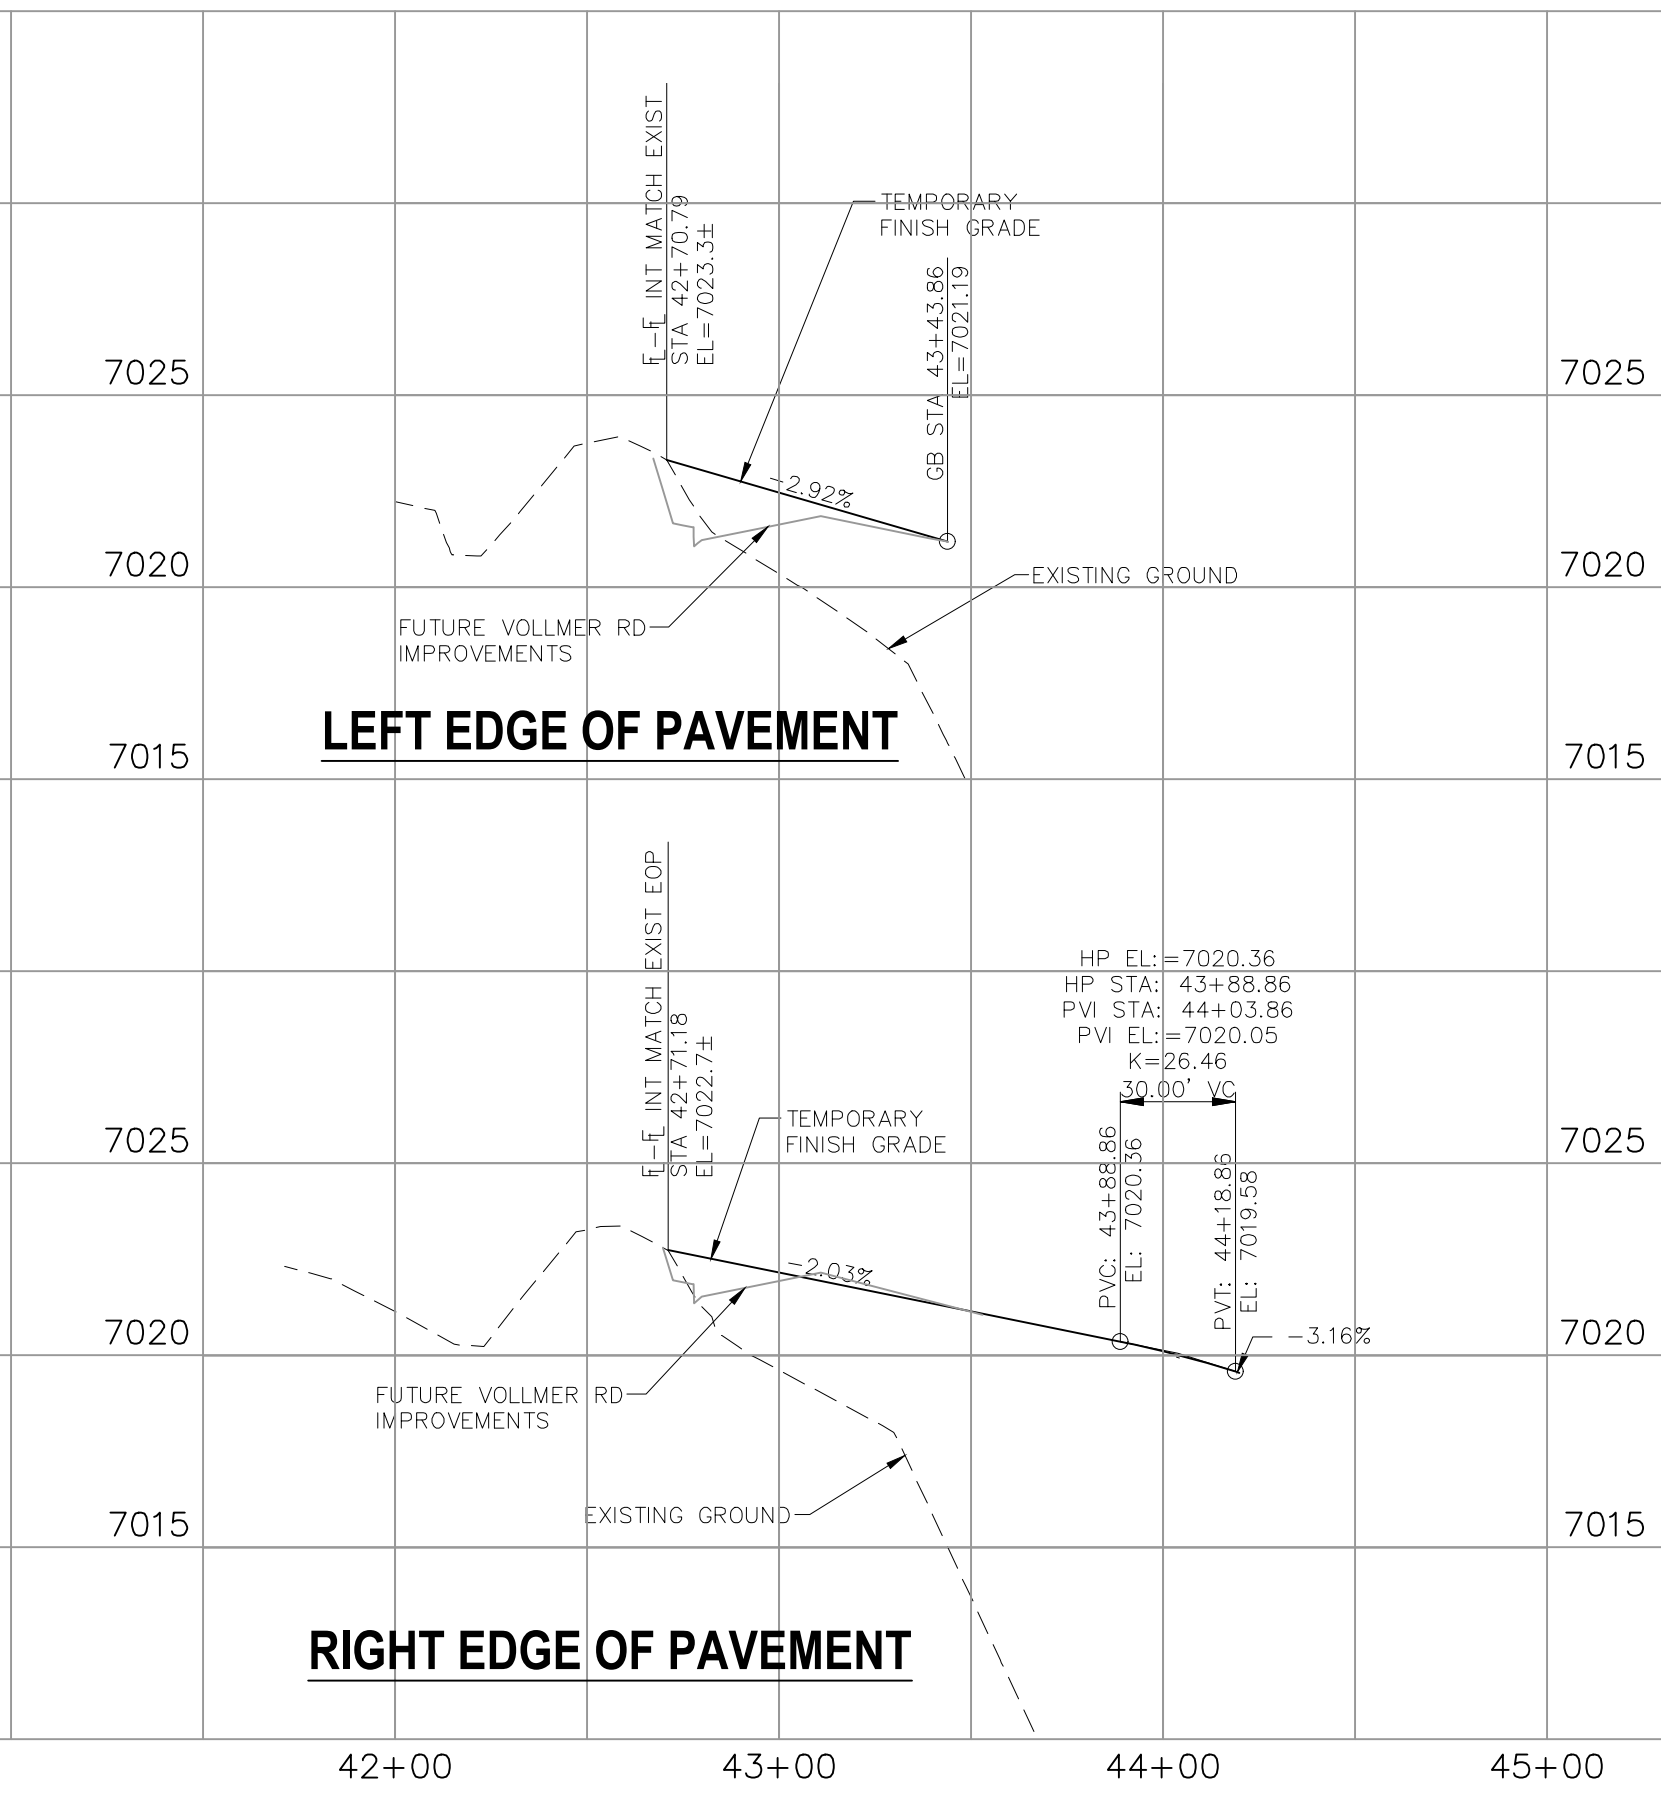 FL-FL INT MATCH EXIST
STA 42+70.79
EL=7023.3±
TEMPORARY
FINISH GRADE
GB STA 43+43.86
EL=7021.19
7025
7025
-2.92%
7020
7020
EXISTING GROUND
FUTURE VOLLMER RD
IMPROVEMENTS
LEFT EDGE OF PAVEMENT
7015
7015
FL-FL INT MATCH EXIST EOP
STA 42+71.18
EL=7022.7±
HP EL:=7020.36
HP STA: 43+88.86
PVI STA: 44+03.86
PVI EL:=7020.05
K=26.46
30.00' VC
TEMPORARY
FINISH GRADE
7025
7025
PVC: 43+88.86
EL: 7020.36
PVT: 44+18.86
EL: 7019.58
-2.03%
7020
7020
-3.16%
FUTURE VOLLMER RD
IMPROVEMENTS
EXISTING GROUND
7015
7015
RIGHT EDGE OF PAVEMENT
42+00
43+00
44+00
45+00